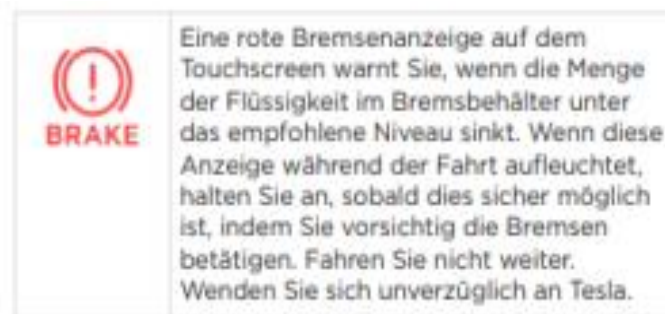 BRAKE
Eine rote Bremsenanzeige auf dem
Touchscreen warnt Sie, wenn die Menge
der Flüssigkeit im Bremsbehälter unter
das empfohlene Niveau sinkt. Wenn diese
Anzeige während der Fahrt aufleuchtet,
halten Sie an, sobald dies sicher möglich
ist, indem Sie vorsichtig die Bremsen
betätigen. Fahren Sie nicht weiter.
Wenden Sie sich unverzüglich an Tesla.